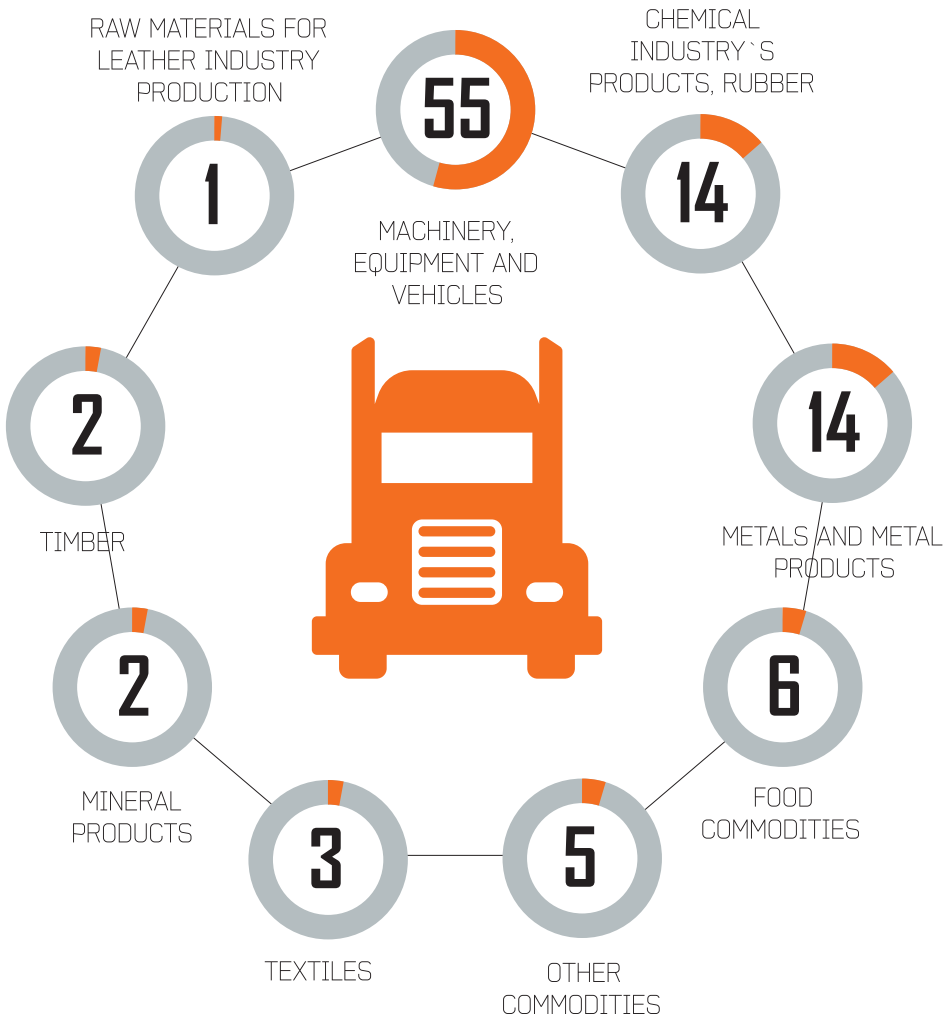 RAW MATERIALS FOR
LEATHER INDUSTRY
PRODUCTION
1
55
MACHINERY,
EQUIPMENT AND
VEHICLES
CHEMICAL
INDUSTRY`S
PRODUCTS, RUBBER
14
14
METALS AND METAL
PRODUCTS
6
FOOD
COMMODITIES
5
OTHER
COMMODITIES
3
TEXTILES
2
MINERAL
PRODUCTS
2
TIMBER